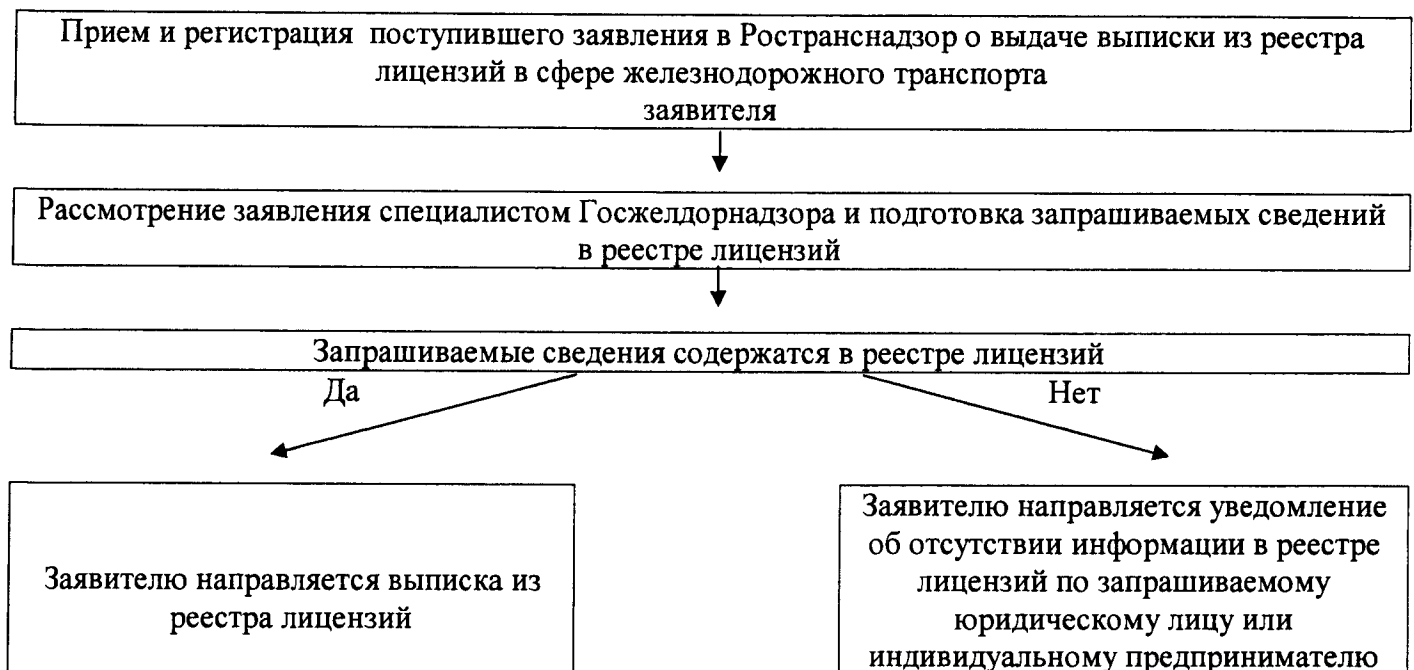 Прием и регистрация поступившего заявления в Ространснадзор о выдаче выписки из реестра
лицензий в сфере железнодорожного транспорта
заявителя
Рассмотрение заявления специалистом Госжелдорнадзора и подготовка запрашиваемых сведений
в реестре лицензий
Запрашиваемые сведения содержатся в реестре лицензий
Да
Нет
Заявителю направляется выписка из
реестра лицензий
Заявителю направляется уведомление
об отсутствии информации в реестре
лицензий по запрашиваемому
юридическому лицу или
индивидуальному предпринимателю